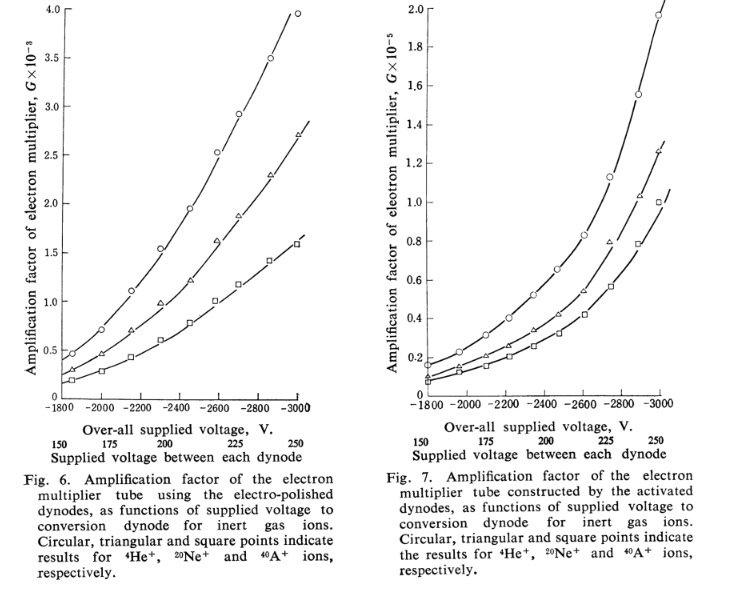 Amplification factor of electron multiplier, G×10⁻³
4.0
3.5
3.0
2.5
2.0
1.5
1.0
0.5
0
-1800 -2000 -2200 -2400 -2600 -2800 -3000
Over-all supplied voltage, V.
150 175 200 225 250
Supplied voltage between each dynode
Fig. 6. Amplification factor of the electron
multiplier tube using the electro-polished
dynodes, as functions of supplied voltage to
conversion dynode for inert gas ions.
Circular, triangular and square points indicate
results for ⁴He⁺, ²⁰Ne⁺ and ⁴⁰A⁺ ions,
respectively.
Amplification factor of eleotron multiplier, G×10⁻⁵
2.0
1.8
1,6
1.4
1.2
1.0
0.8
0.6
0.4
0.2
0
-1800 -2000 -2200 -2400 -2600 -2800 -3000
Over-all supplied voltage, V.
150 175 200 225 250
Supplied voltage between each dynode
Fig. 7. Amplification factor of the electron
multiplier tube constructed by the activated
dynodes, as functions of supplied voltage to
conversion dynode for inert gas ions.
Circular, triangular and square points indicate
the results for ⁴He⁺, ²⁰Ne⁺ and ⁴⁰A⁺ ions,
respectively.